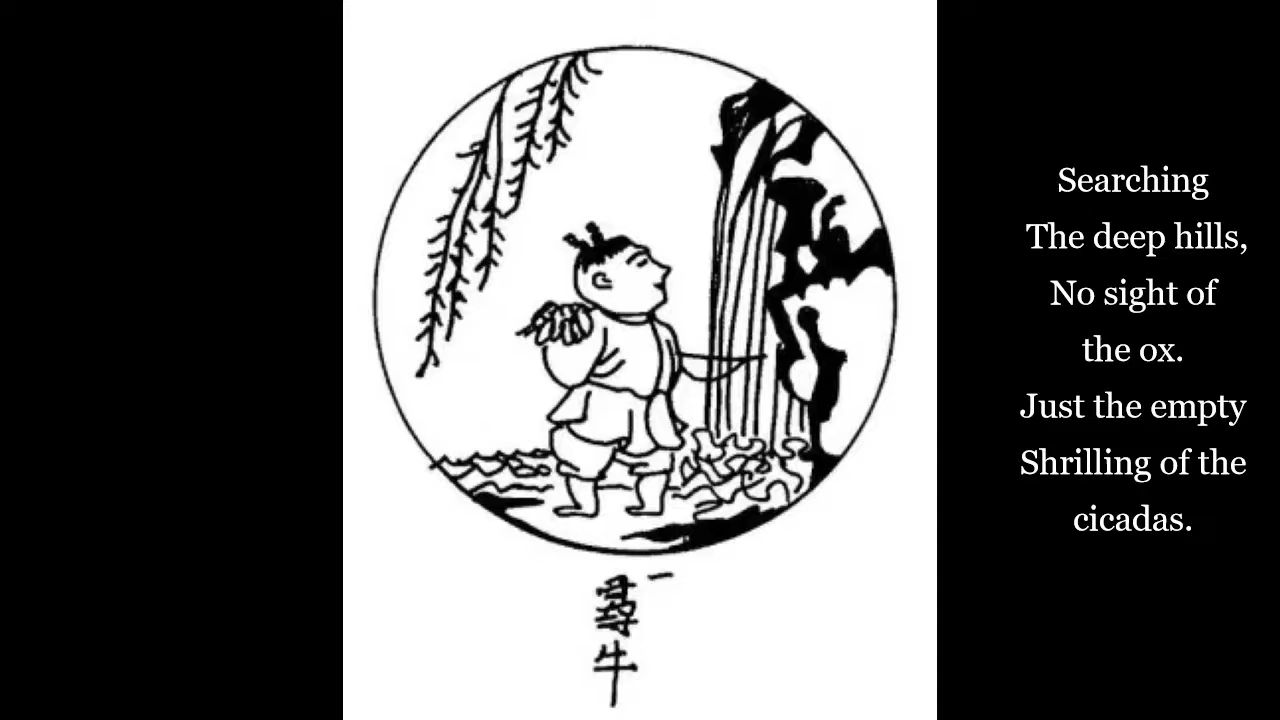 一
尋牛
Searching
The deep hills,
No sight of
the ox.
Just the empty
Shrilling of the
cicadas.